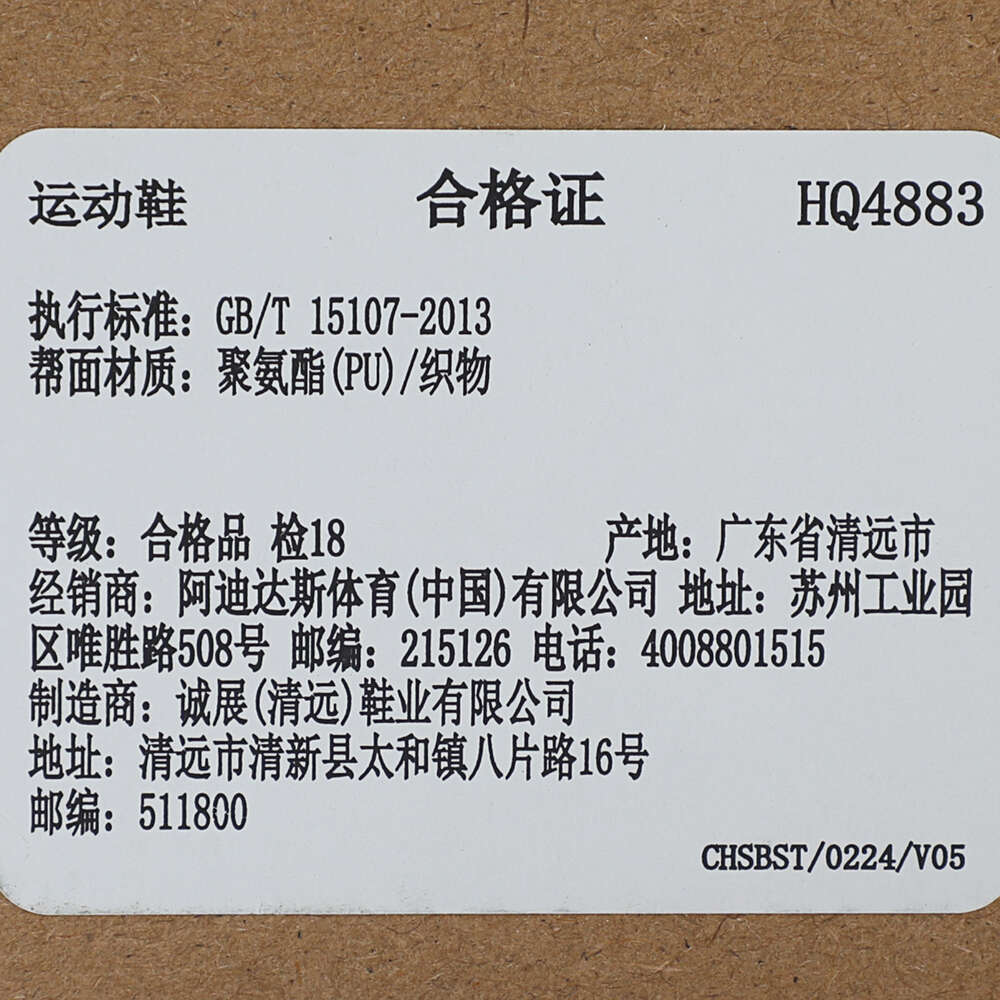 运动鞋 合格证 HQ4883
执行标准：GB/T 15107-2013
帮面材质：聚氨酯(PU)/织物
等级：合格品 检18 产地：广东省清远市
经销商：阿迪达斯体育(中国)有限公司 地址：苏州工业园
区唯胜路508号 邮编：215126 电话：4008801515
制造商：诚展(清远)鞋业有限公司
地址：清远市清新县太和镇八片路16号
邮编：511800
CHSBST/0224/V05